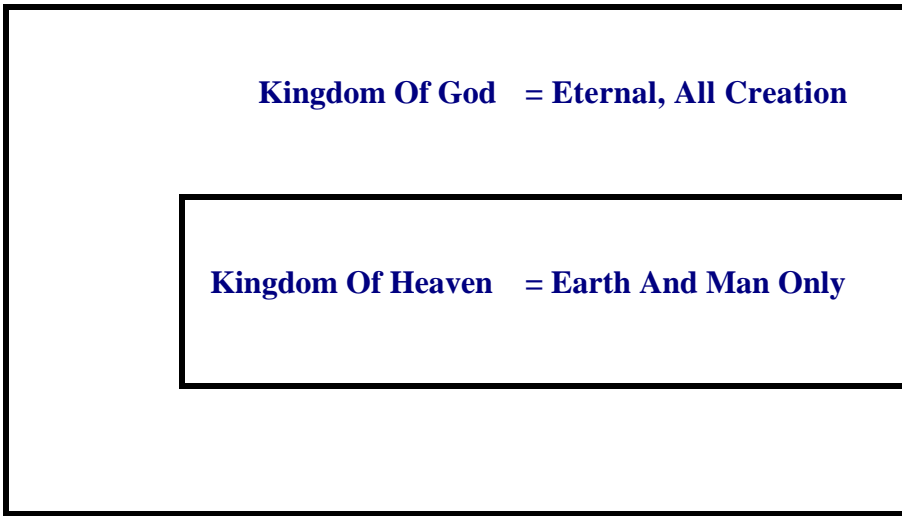 Kingdom Of God = Eternal, All Creation
Kingdom Of Heaven = Earth And Man Only